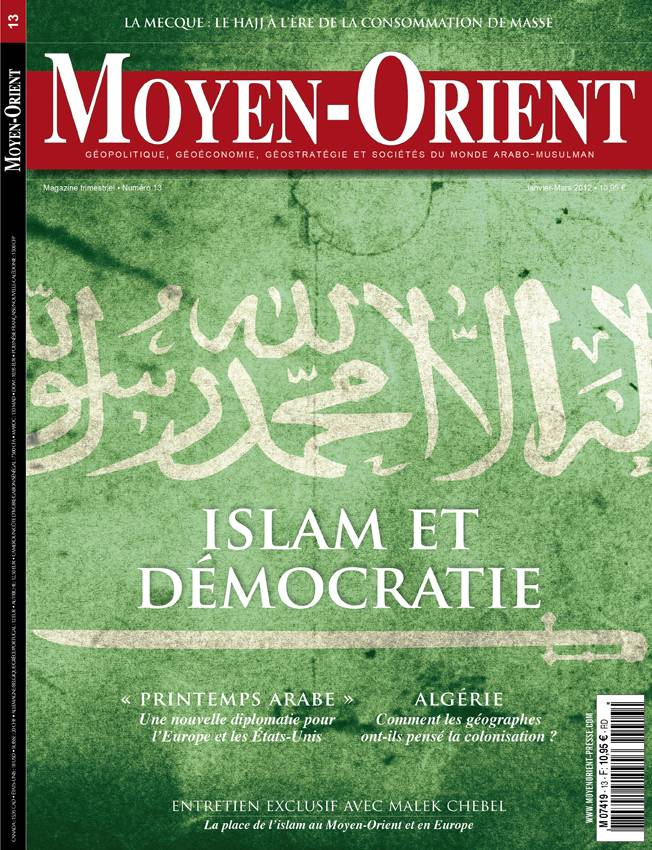 LA MECQUE : LE HAJJ À L'ÈRE DE LA CONSOMMATION DE MASSE
13
MOYEN-ORIENT
MOYEN-ORIENT
GÉOPOLITIQUE, GÉOÉCONOMIE, GÉOSTRATÉGIE ET SOCIÉTÉS DU MONDE ARABO-MUSULMAN
Magazine trimestriel • Numéro 13
Janvier-Mars 2012 • 10,95 €
له إلا الله محمد رسول
ISLAM ET
DÉMOCRATIE
« PRINTEMPS ARABE »
Une nouvelle diplomatie pour
l'Europe et les États-Unis
ALGÉRIE
Comment les géographes
ont-ils pensé la colonisation ?
ENTRETIEN EXCLUSIF AVEC MALEK CHEBEL
La place de l'islam au Moyen-Orient et en Europe
WWW.MOYENORIENT-PRESSE.COM
M 07419 - 13 - F: 10,95 € - RD